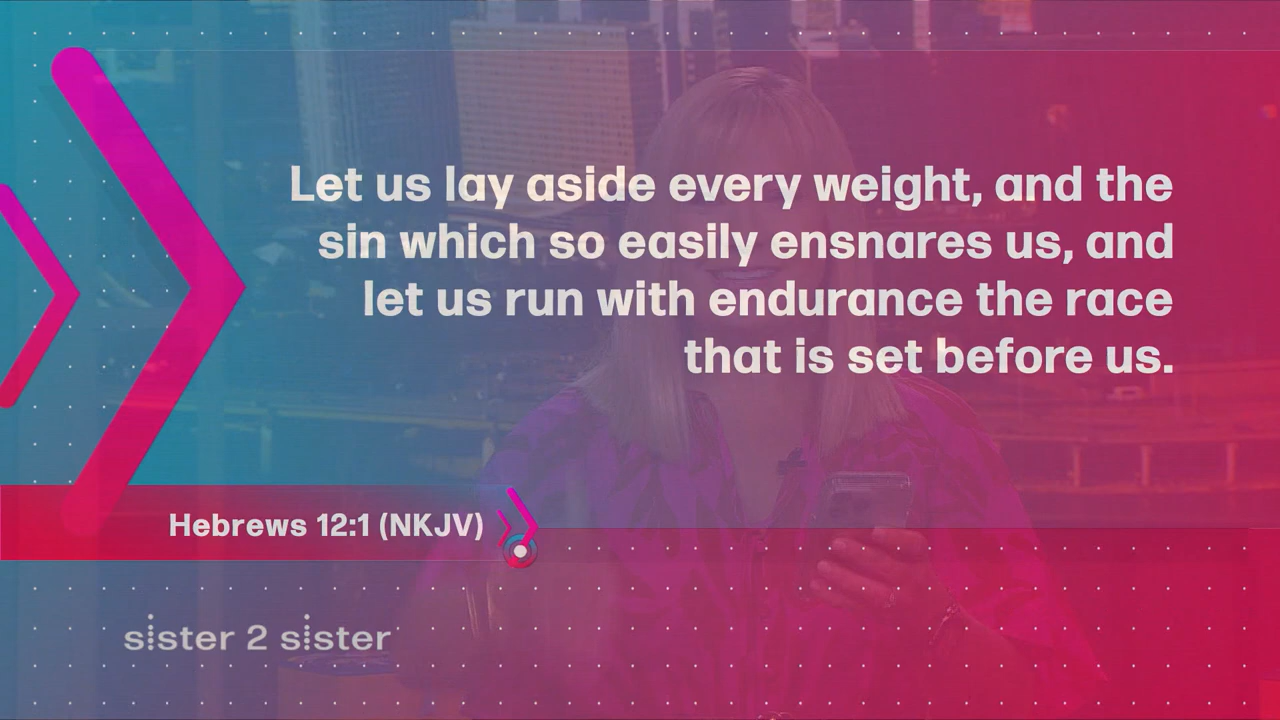 Let us lay aside every weight, and the
sin which so easily ensnares us, and
let us run with endurance the race
that is set before us.
Hebrews 12:1 (NKJV)
sister 2 sister